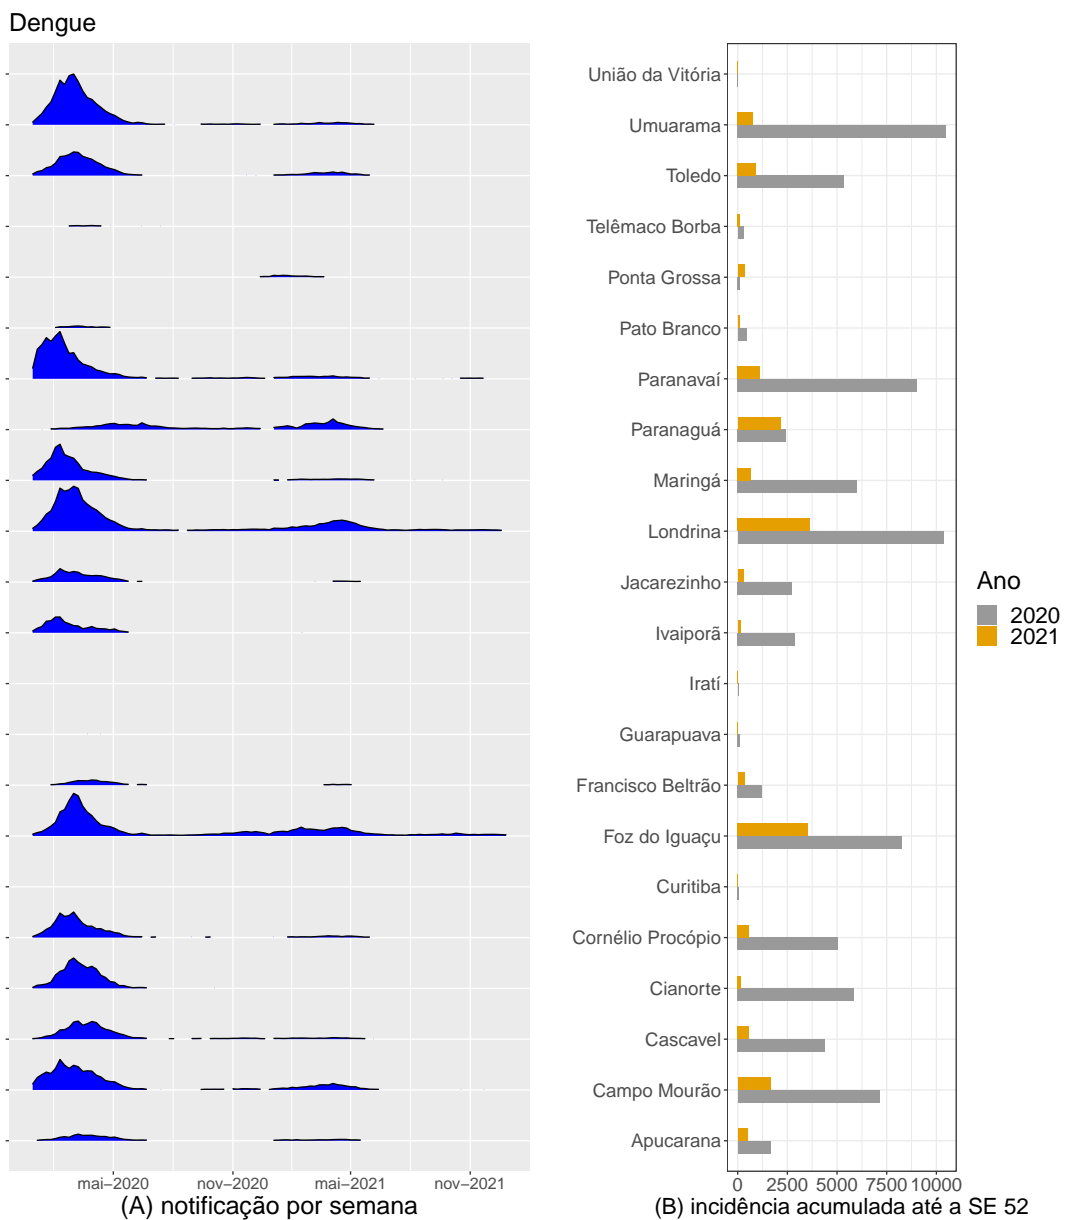 Dengue
União da Vitória
Umuarama
Toledo
Telêmaco Borba
Ponta Grossa
Pato Branco
Paranavaí
Paranaguá
Maringá
Londrina
Jacarezinho
Ivaiporã
Iratí
Guarapuava
Francisco Beltrão
Foz do Iguaçu
Curitiba
Cornélio Procópio
Cianorte
Cascavel
Campo Mourão
Apucarana
Ano
2020
2021
mai–2020 nov–2020 mai–2021 nov–2021
0 2500 5000 7500 10000
(A) notificação por semana
(B) incidência acumulada até a SE 52